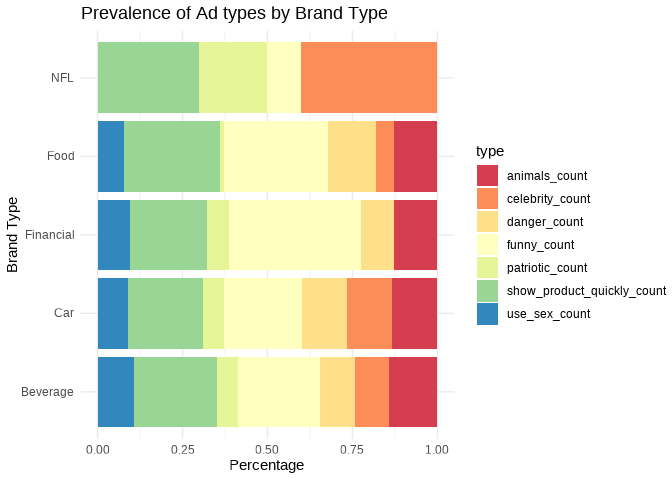 Prevalence of Ad types by Brand Type
NFL
Food
Financial
Car
Beverage
Brand Type
0.00 0.25 0.50 0.75 1.00
Percentage
type
animals_count
celebrity_count
danger_count
funny_count
patriotic_count
show_product_quickly_count
use_sex_count